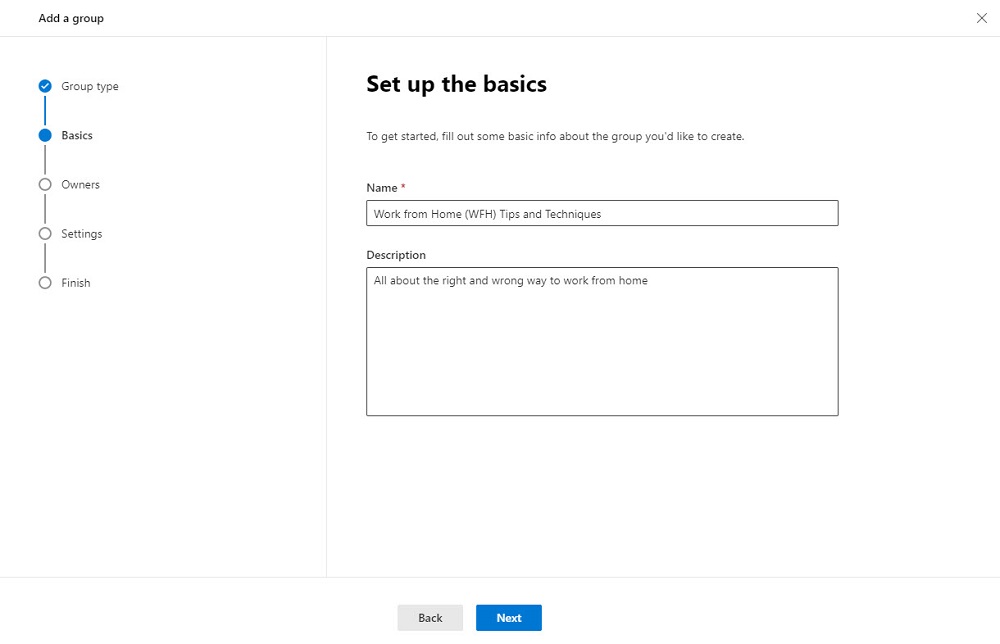 Add a group
Group type
Basics
Owners
Settings
Finish
Set up the basics
To get started, fill out some basic info about the group you'd like to create.
Name *
Work from Home (WFH) Tips and Techniques
Description
All about the right and wrong way to work from home
Back
Next